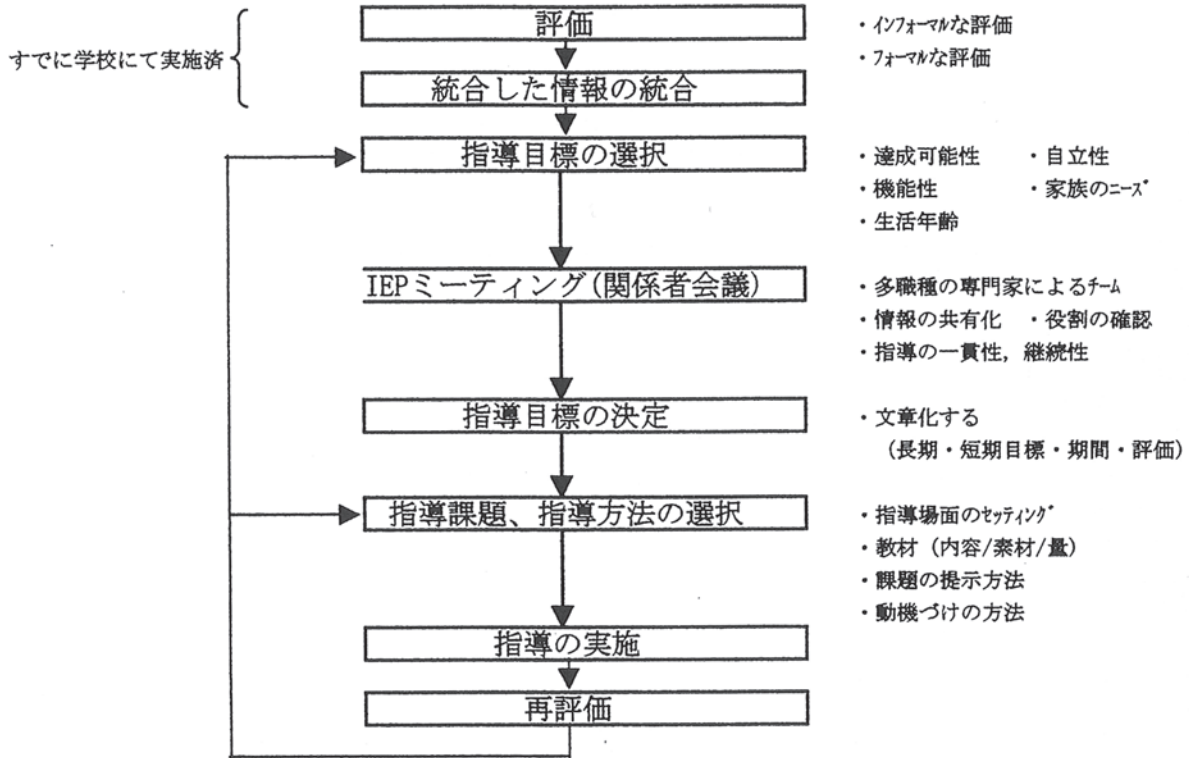 評価
・インフォーマルな評価
すでに学校にて実施済
・フォーマルな評価
統合した情報の統合
指導目標の選択
・達成可能性 ・自立性
・機能性 ・家族のニーズ
・生活年齢
IEPミーティング(関係者会議)
・多職種の専門家によるチーム
・情報の共有化 ・役割の確認
・指導の一貫性，継続性
指導目標の決定
・文章化する
（長期・短期目標・期間・評価）
指導課題、指導方法の選択
・指導場面のセッティング
・教材（内容/素材/量）
・課題の提示方法
・動機づけの方法
指導の実施
再評価